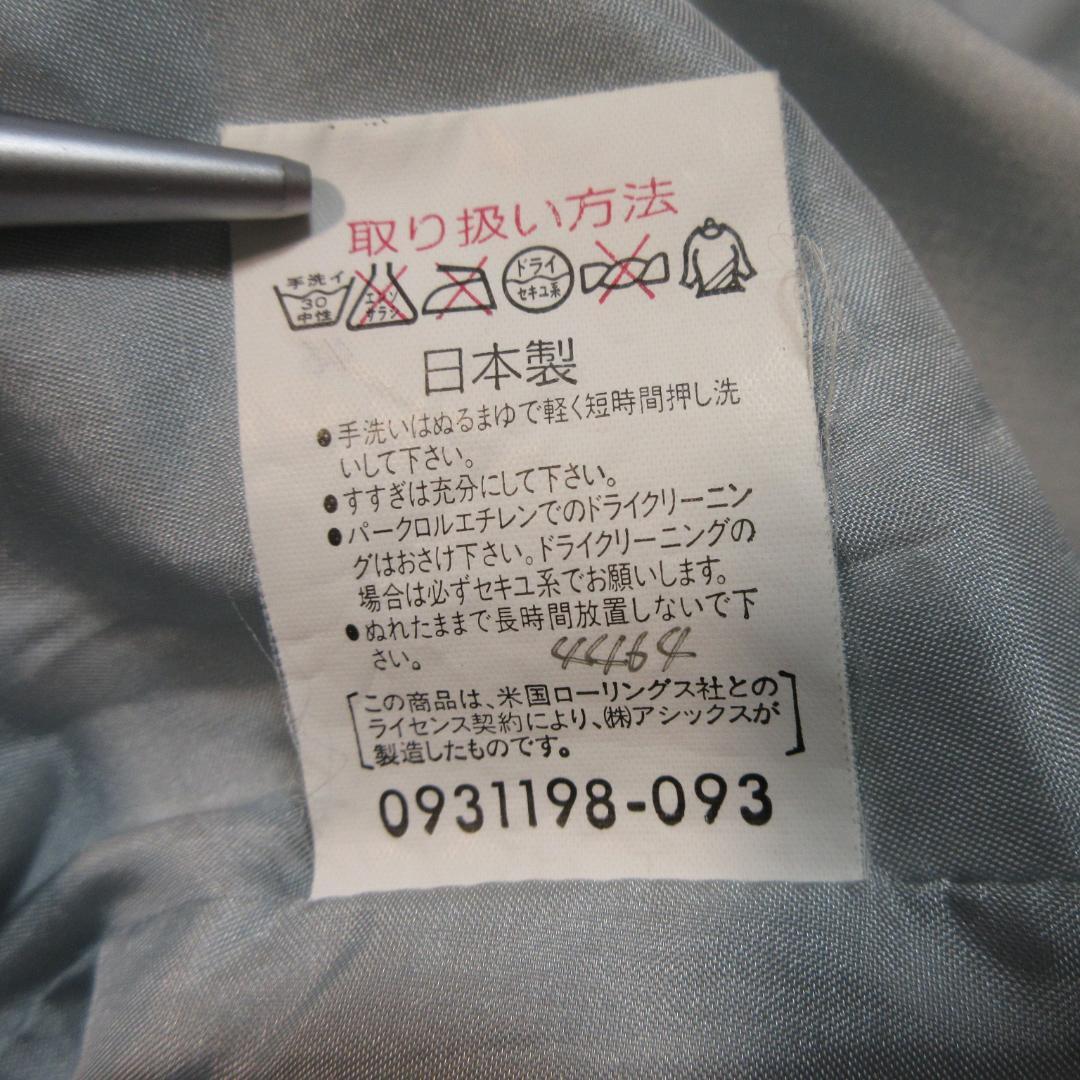 取り扱い方法
手洗イ
30
中性
エンソ
サラシ
ドライ
セキユ系
日本製
●手洗いはぬるまゆで軽く短時間押し洗
いして下さい。
●すすぎは充分にして下さい。
●パークロルエチレンでのドライクリーニン
グはおさけ下さい。ドライクリーニングの
場合は必ずセキユ系でお願いします。
●ぬれたままで長時間放置しないで下
さい。
この商品は、米国ローリングス社との
ライセンス契約により、㈱アシックスが
製造したものです。
0931198-093